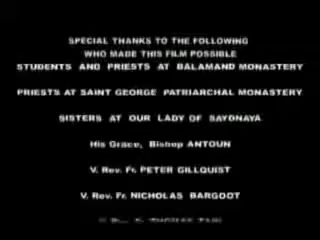 SPECIAL THANKS TO THE FOLLOWING
WHO MADE THIS FILM POSSIBLE
STUDENTS AND PRIESTS AT BALAMAND MONASTERY
PRIESTS AT SAINT GEORGE PATRIARCHAL MONASTERY
SISTERS AT OUR LADY OF SAYONAYA
His Grace, Bishop ANTOUN
V. Rev. Fr. PETER GILLQUIST
V. Rev. Fr. NICHOLAS BARGOOT